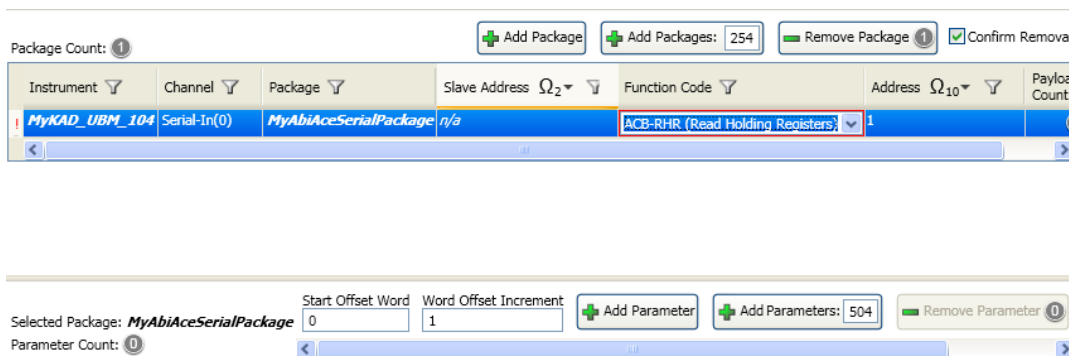 Package Count: 1 Add Package Add Packages: 254 Remove Package 1 Confirm Remova
Instrument Channel Package Slave Address Ω2 Function Code Address Ω10 Payloa
Count
! MyKAD_UBM_104 Serial-In(0) MyAbiAceSerialPackage n/a ACB-RHR (Read Holding Registers) 1
Start Offset Word Word Offset Increment
Selected Package: MyAbiAceSerialPackage 0 1 Add Parameter Add Parameters: 504 Remove Parameter 0
Parameter Count: 0